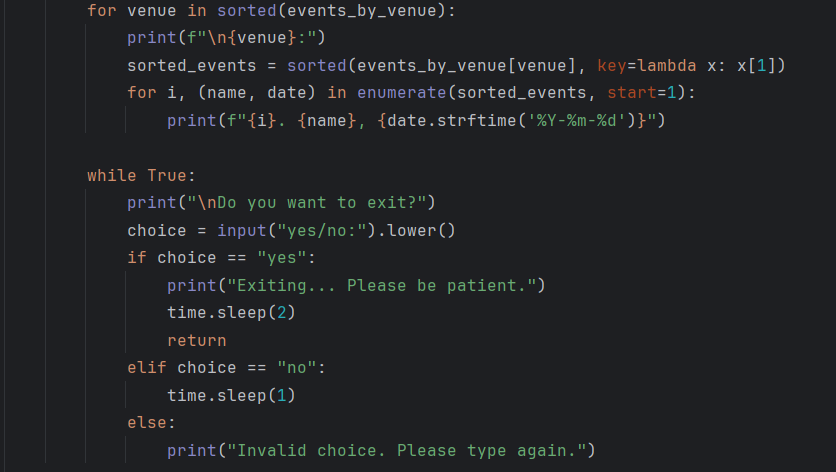 for venue in sorted(events_by_venue):
print(f"\n{venue}:")
sorted_events = sorted(events_by_venue[venue], key=lambda x: x[1])
for i, (name, date) in enumerate(sorted_events, start=1):
print(f"{i}. {name}, {date.strftime('%Y-%m-%d')}")
while True:
print("\nDo you want to exit?")
choice = input("yes/no:").lower()
if choice == "yes":
print("Exiting... Please be patient.")
time.sleep(2)
return
elif choice == "no":
time.sleep(1)
else:
print("Invalid choice. Please type again.")